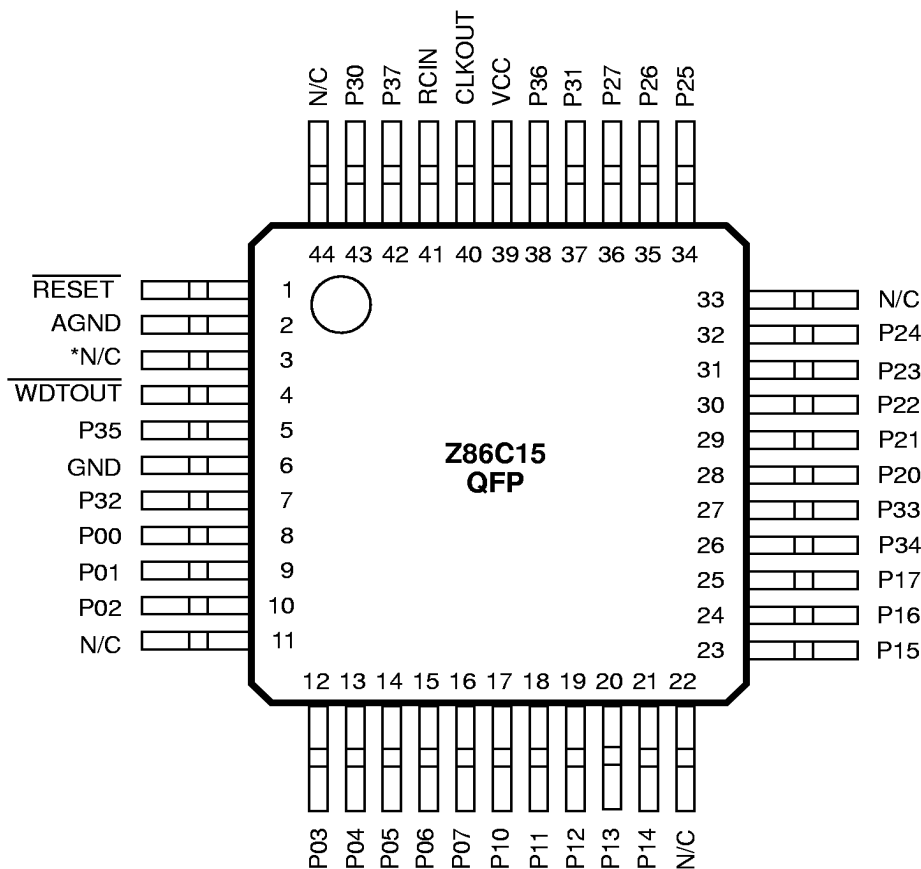 N/C P30 P37 RCIN CLKOUT VCC P36 P31 P27 P26 P25
44 43 42 41 40 39 38 37 36 35 34
RESET 1
AGND 2
*N/C 3
WDTOUT 4
P35 5
GND 6
P32 7
P00 8
P01 9
P02 10
N/C 11
Z86C15
QFP
33 N/C
32 P24
31 P23
30 P22
29 P21
28 P20
27 P33
26 P34
25 P17
24 P16
23 P15
12 13 14 15 16 17 18 19 20 21 22
P03 P04 P05 P06 P07 P10 P11 P12 P13 P14 N/C